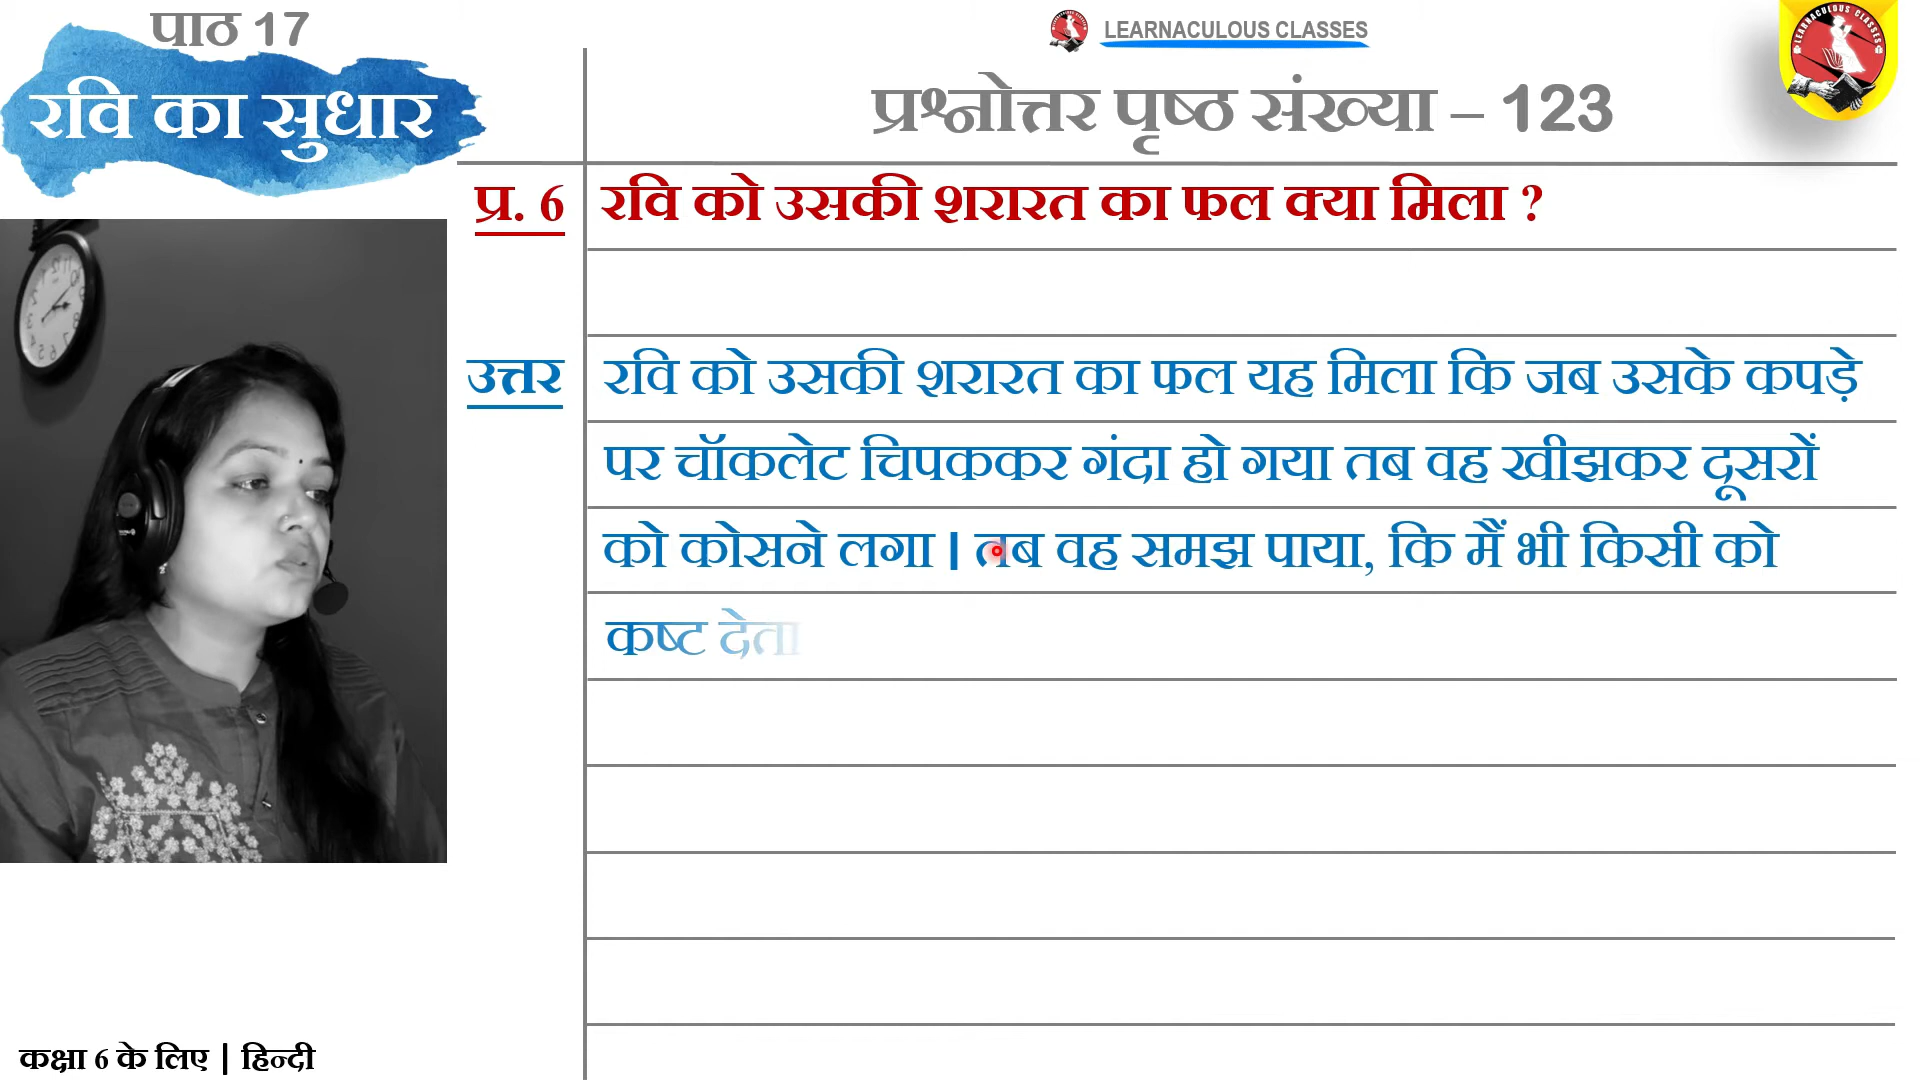 पाठ 17
रवि का सुधार
LEARNACULOUS CLASSES
LEARNACULOUS CLASSES
प्रश्नोत्तर पृष्ठ संख्या – 123
प्र. 6 रवि को उसकी शरारत का फल क्या मिला ?
उत्तर रवि को उसकी शरारत का फल यह मिला कि जब उसके कपड़े
पर चॉकलेट चिपककर गंदा हो गया तब वह खीझकर दूसरों
को कोसने लगा | तब वह समझ पाया, कि मैं भी किसी को
कष्ट देता
कक्षा 6 के लिए | हिन्दी